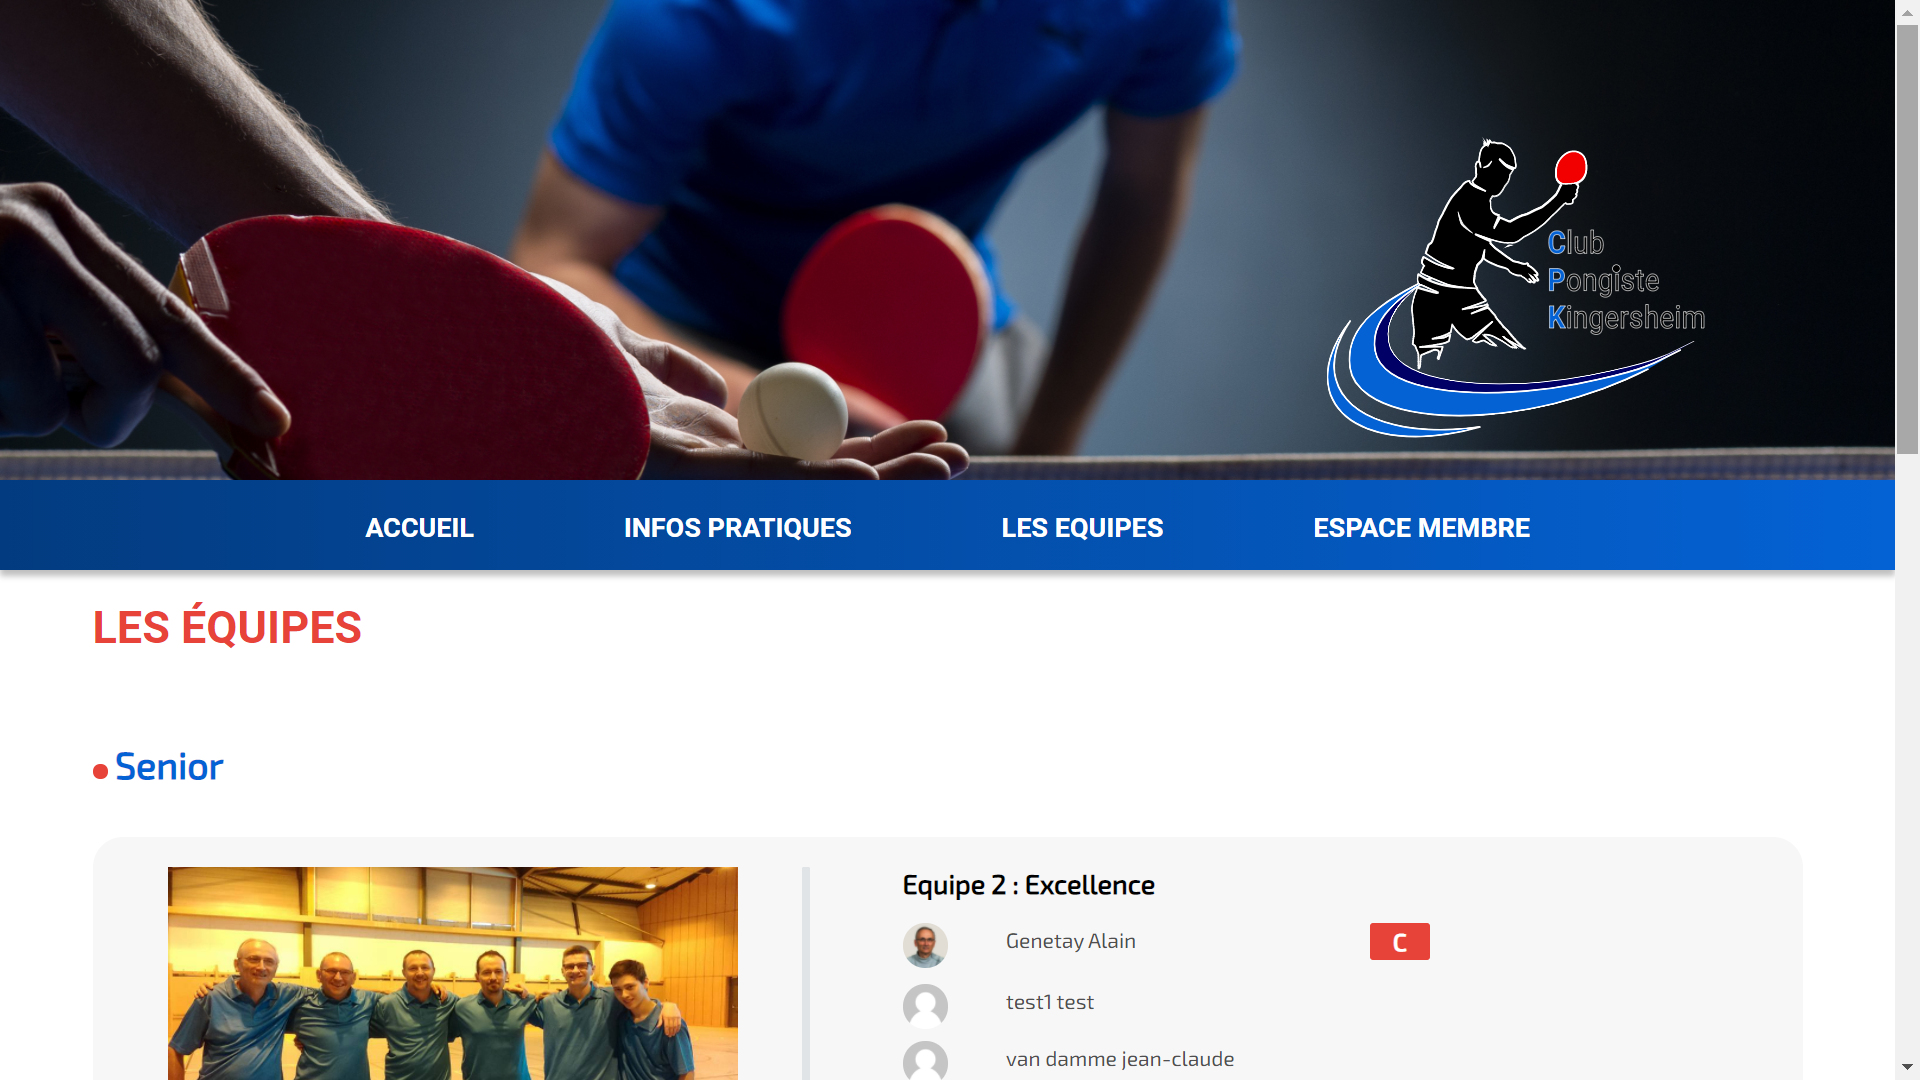 Club
Pongiste
Kingersheim
ACCUEIL
INFOS PRATIQUES
LES EQUIPES
ESPACE MEMBRE
LES ÉQUIPES
Senior
Equipe 2 : Excellence
Genetay Alain
C
test1 test
van damme jean-claude